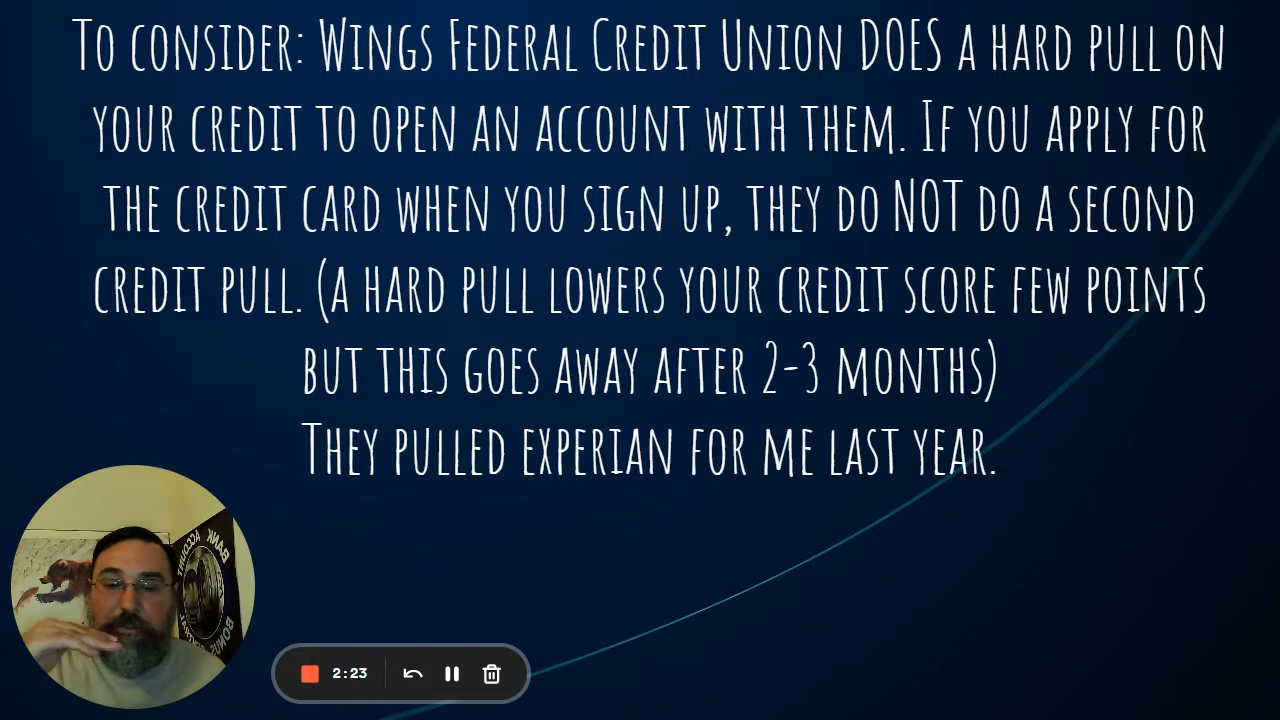 To consider: Wings Federal Credit Union DOES a hard pull on
your credit to open an account with them. If you apply for
the credit card when you sign up, they do NOT do a second
credit pull. (a hard pull lowers your credit score few points
but this goes away after 2-3 months)
They pulled experian for me last year.
BANK ACCOUNT
BONUS
2:23